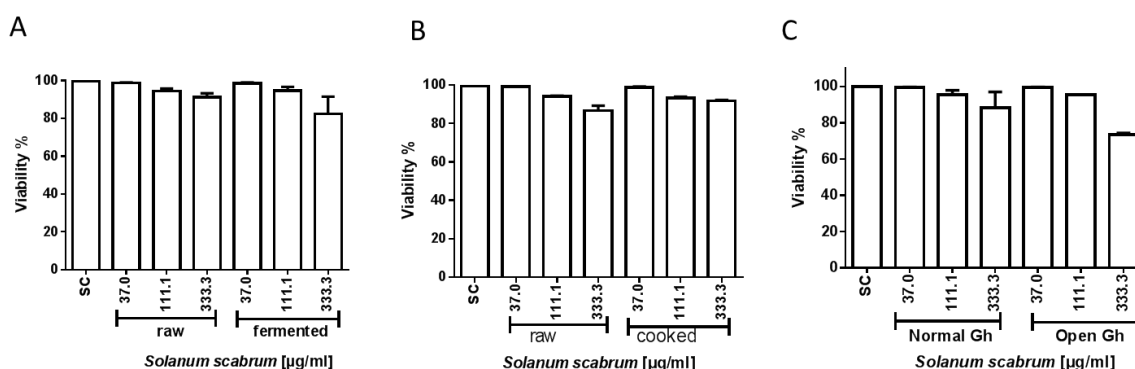 A
Viability %
100
80
60
40
20
0
SC
37.0
111.1
333.3
37.0
111.1
333.3
raw
fermented
Solanum scabrum [µg/ml]
B
Viability %
100
80
60
40
20
0
SC
37.0
111.1
333.3
37.0
111.1
333.3
raw
cooked
Solanum scabrum [µg/ml]
C
Viability %
100
80
60
40
20
0
SC
37.0
111.1
333.3
37.0
111.1
333.3
Normal Gh
Open Gh
Solanum scabrum [µg/ml]